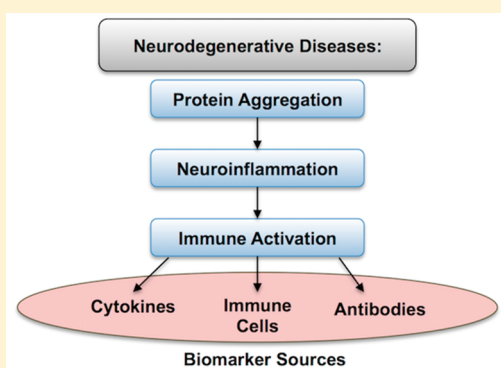 Neurodegenerative Diseases:
Protein Aggregation
Neuroinflammation
Immune Activation
Cytokines
Immune
Cells
Antibodies
Biomarker Sources